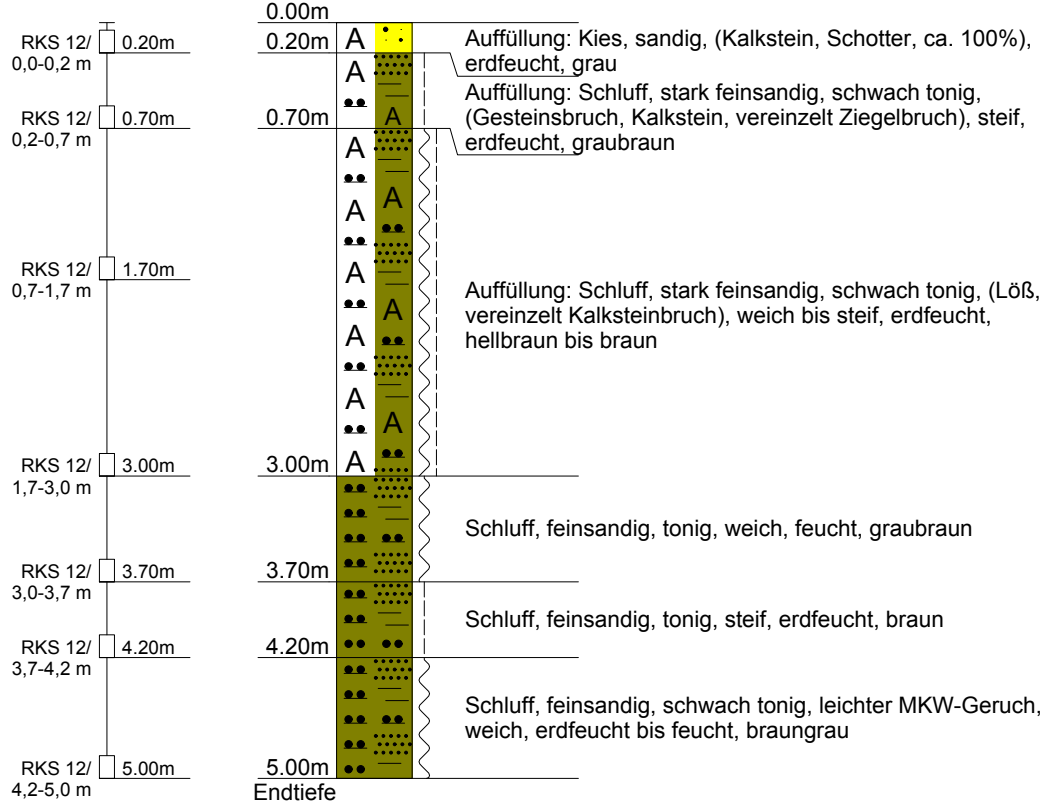 0.00m
RKS 12/
0,0-0,2 m
0.20m
0.20m
A
Auffüllung: Kies, sandig, (Kalkstein, Schotter, ca. 100%),
erdfeucht, grau
A
RKS 12/
0,2-0,7 m
0.70m
0.70m
A
Auffüllung: Schluff, stark feinsandig, schwach tonig,
(Gesteinsbruch, Kalkstein, vereinzelt Ziegelbruch), steif,
erdfeucht, graubraun
A
A
A
RKS 12/
0,7-1,7 m
1.70m
A
A
Auffüllung: Schluff, stark feinsandig, schwach tonig, (Löß,
vereinzelt Kalksteinbruch), weich bis steif, erdfeucht,
hellbraun bis braun
A
A
A
RKS 12/
1,7-3,0 m
3.00m
3.00m
A
Schluff, feinsandig, tonig, weich, feucht, graubraun
RKS 12/
3,0-3,7 m
3.70m
3.70m
Schluff, feinsandig, tonig, steif, erdfeucht, braun
RKS 12/
3,7-4,2 m
4.20m
4.20m
Schluff, feinsandig, schwach tonig, leichter MKW-Geruch,
weich, erdfeucht bis feucht, braungrau
RKS 12/
4,2-5,0 m
5.00m
5.00m
Endtiefe